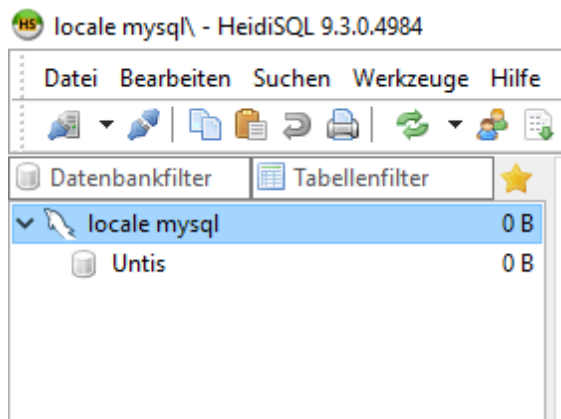 HS locale mysql\ - HeidiSQL 9.3.0.4984
Datei Bearbeiten Suchen Werkzeuge Hilfe
Datenbankfilter Tabellenfilter
locale mysql 0 B
Untis 0 B